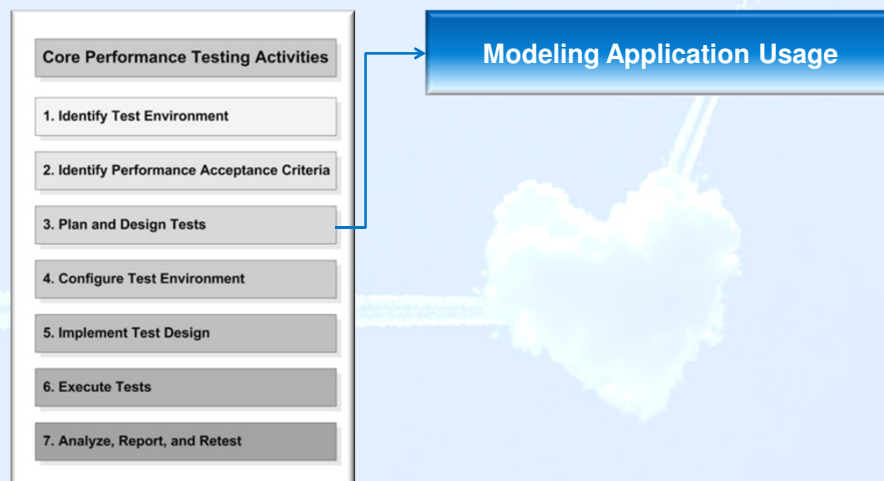 Core Performance Testing Activities
1. Identify Test Environment
2. Identify Performance Acceptance Criteria
3. Plan and Design Tests
4. Configure Test Environment
5. Implement Test Design
6. Execute Tests
7. Analyze, Report, and Retest
Modeling Application Usage